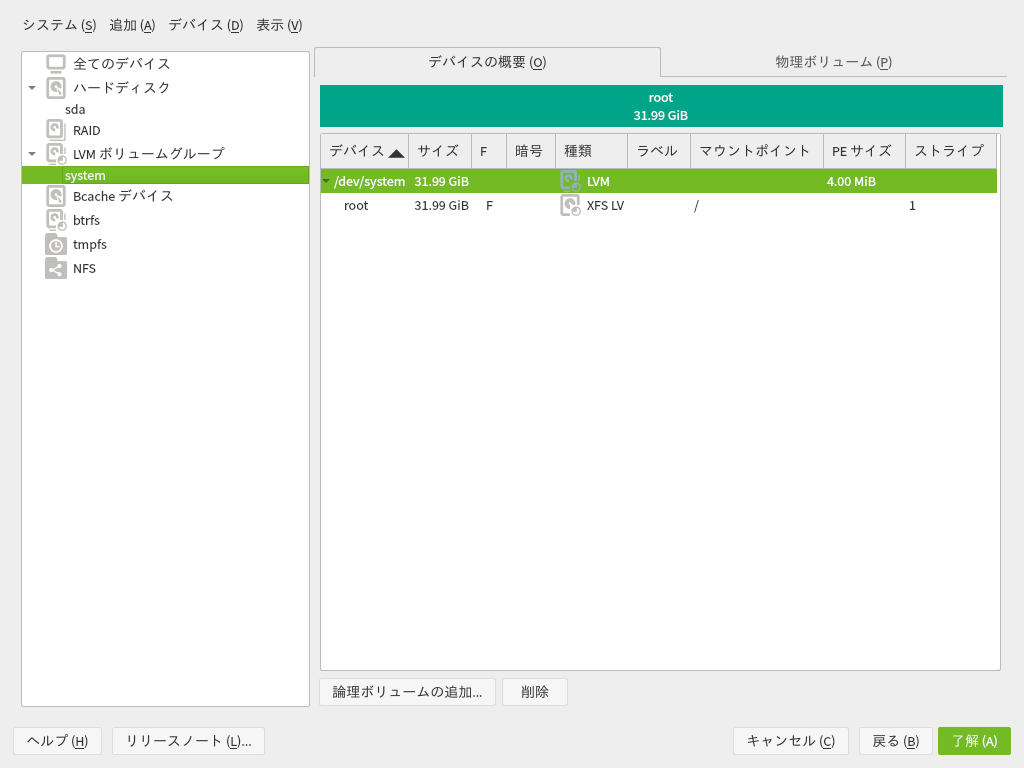 システム (S) 追加 (A) デバイス (D) 表示 (V)
全てのデバイス
ハードディスク
sda
RAID
LVM ボリュームグループ
system
Bcache デバイス
btrfs
tmpfs
NFS
デバイスの概要 (O) 物理ボリューム (P)
root
31.99 GiB
デバイス サイズ F 暗号 種類 ラベル マウントポイント PE サイズ ストライプ
/dev/system 31.99 GiB LVM 4.00 MiB
root 31.99 GiB F XFS LV / 1
論理ボリュームの追加... 削除
ヘルプ (H) リリースノート (L)... キャンセル (C) 戻る (B) 了解 (A)